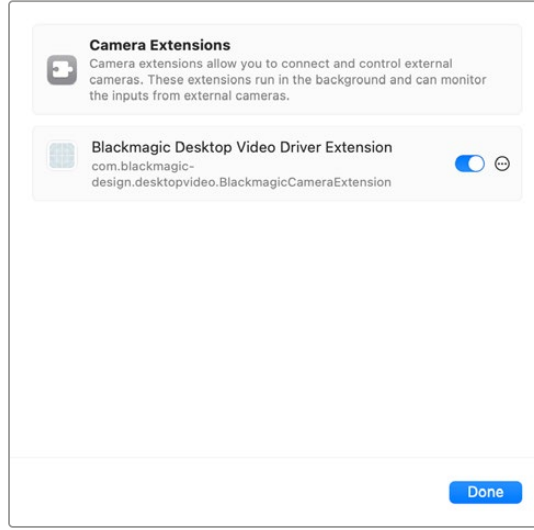 Camera Extensions
Camera extensions allow you to connect and control external
cameras. These extensions run in the background and can monitor
the inputs from external cameras.
Blackmagic Desktop Video Driver Extension
com.blackmagic-
design.desktopvideo.BlackmagicCameraExtension
Done